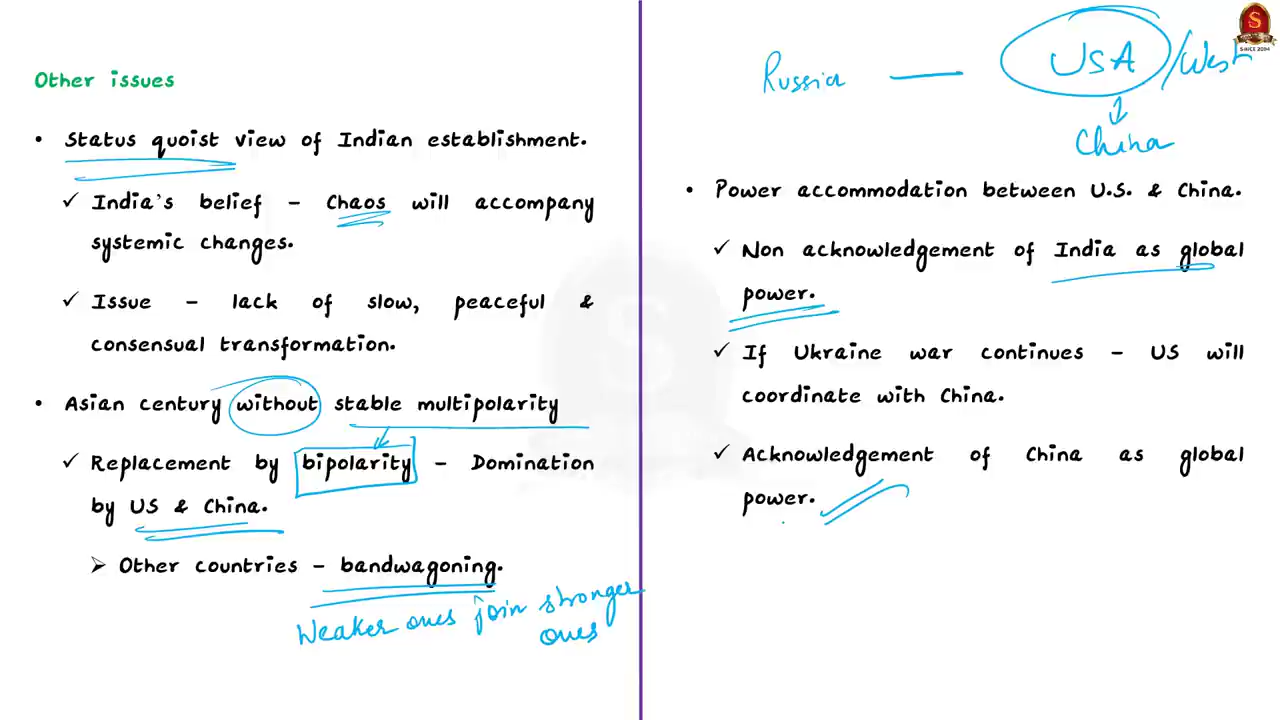 Other issues
• Status quoist view of Indian establishment.
✓ India's belief – Chaos will accompany
systemic changes.
✓ Issue – lack of slow, peaceful &
consensual transformation.
• Asian century without stable multipolarity
✓ Replacement by bipolarity – Domination
by US & China.
➢ Other countries – bandwagoning.
Weaker ones join stronger
ones
Russia — USA /West
China
• Power accommodation between U.S. & China.
✓ Non acknowledgement of India as global
power.
✓ If Ukraine war continues – US will
coordinate with China.
✓ Acknowledgement of China as global
power.
S
SINCE 2004